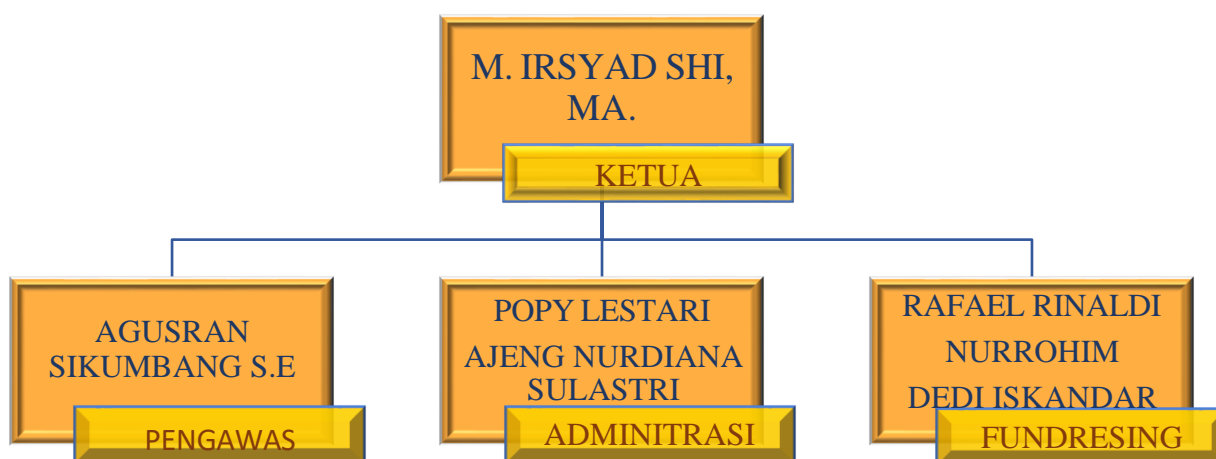 M. IRSYAD SHI,
MA.
KETUA
AGUSRAN
SIKUMBANG S.E
PENGAWAS
POPY LESTARI
AJENG NURDIANA
SULASTRI
ADMINITRASI
RAFAEL RINALDI
NURROHIM
DEDI ISKANDAR
FUNDRESING